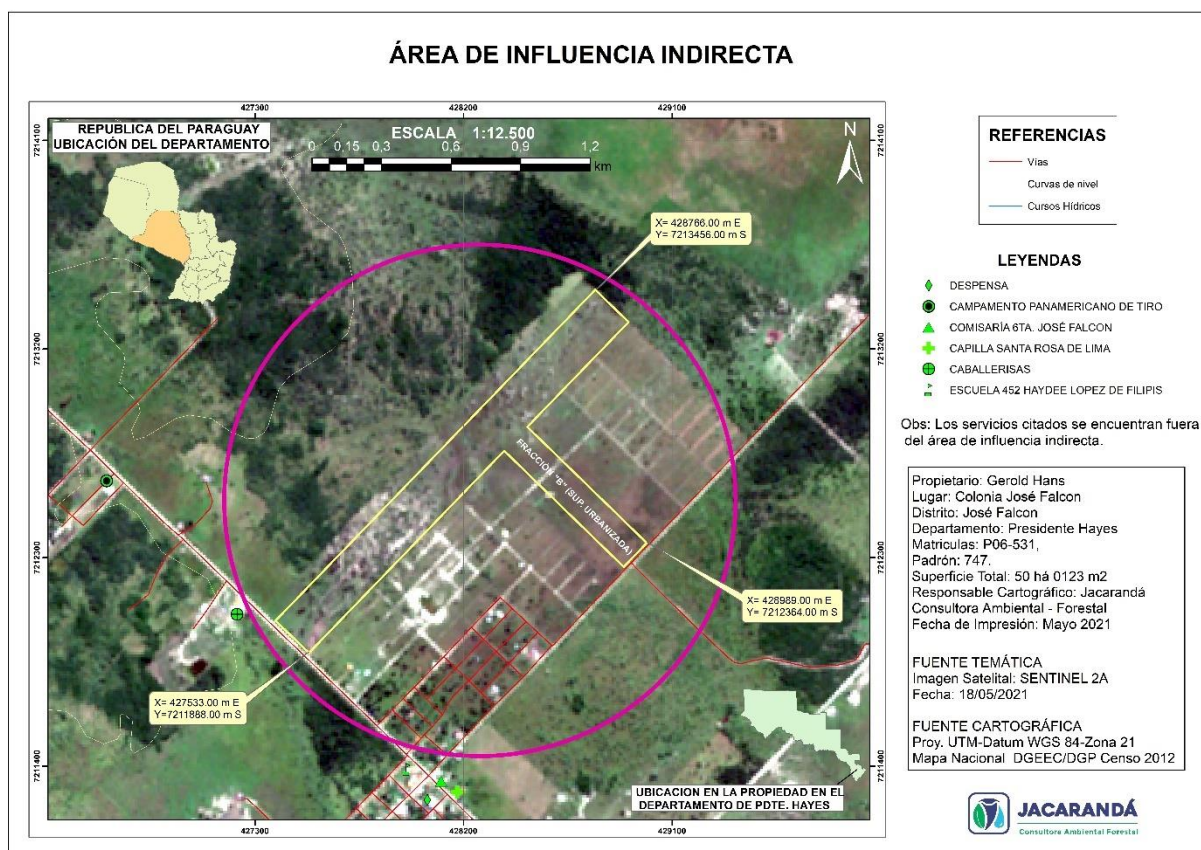 ÁREA DE INFLUENCIA INDIRECTA
427300
428200
429100
REPUBLICA DEL PARAGUAY
UBICACIÓN DEL DEPARTAMENTO
ESCALA 1:12.500
0 0,15 0,3 0,6 0,9 1,2
km
N
7214100
7214100
X= 428766.00 m E
Y= 7213456.00 m S
7213200
7213200
FRACCIÓN "B" (SUP. URBANIZADA)
7212300
7212300
X= 428989.00 m E
Y= 7212364.00 m S
X= 427533.00 m E
Y=7211888.00 m S
7211400
7211400
UBICACION EN LA PROPIEDAD EN EL
DEPARTAMENTO DE PDTE. HAYES
427300
428200
429100
REFERENCIAS
Vías
Curvas de nivel
Cursos Hídricos
LEYENDAS
DESPENSA
CAMPAMENTO PANAMERICANO DE TIRO
COMISARÍA 6TA. JOSÉ FALCON
CAPILLA SANTA ROSA DE LIMA
CABALLERISAS
ESCUELA 452 HAYDEE LOPEZ DE FILIPIS
Obs: Los servicios citados se encuentran fuera
del área de influencia indirecta.
Propietario: Gerold Hans
Lugar: Colonia José Falcon
Distrito: José Falcon
Departamento: Presidente Hayes
Matriculas: P06-531,
Padrón: 747.
Superficie Total: 50 há 0123 m2
Responsable Cartográfico: Jacarandá
Consultora Ambiental - Forestal
Fecha de Impresión: Mayo 2021
FUENTE TEMÁTICA
Imagen Satelital: SENTINEL 2A
Fecha: 18/05/2021
FUENTE CARTOGRÁFICA
Proy. UTM-Datum WGS 84-Zona 21
Mapa Nacional DGEEC/DGP Censo 2012
JACARANDÁ
Consultora Ambiental Forestal